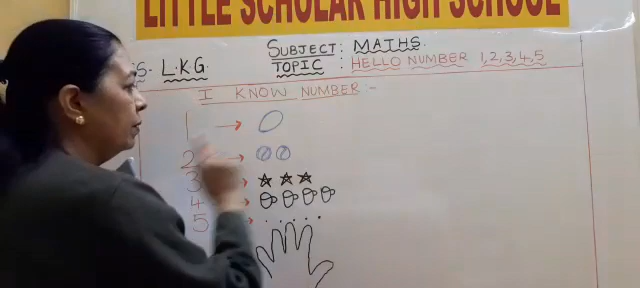 LITTLE SCHOLAR HIGH SCHOOL
SUBJECT : MATHS.
S. L.K.G.
TOPIC : HELLO NUMBER 1,2,3,4,5
I KNOW NUMBER :-
1 →
2 →
3
4
5